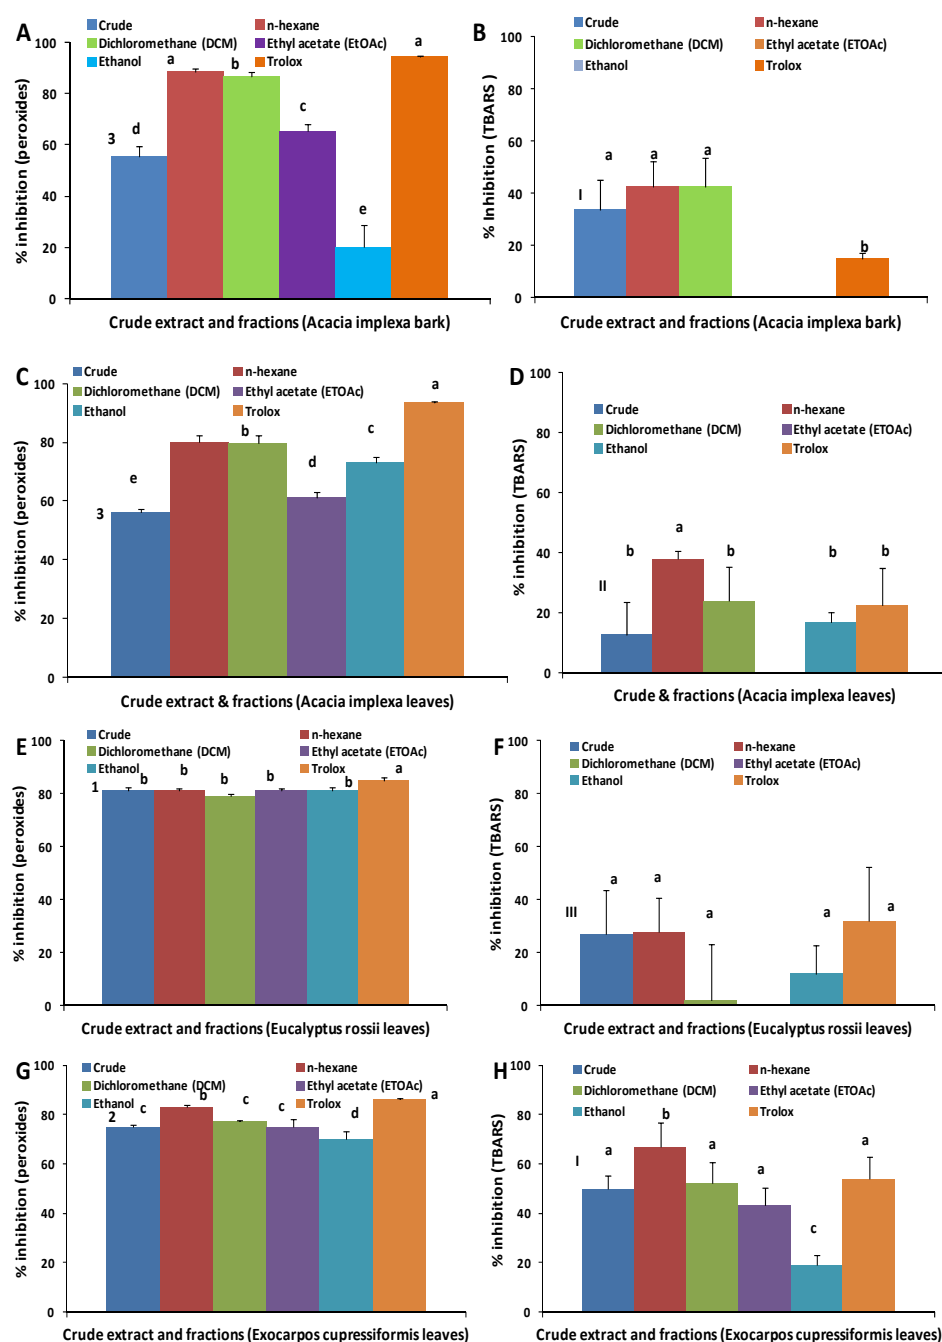 A
Crude
n-hexane
Dichloromethane (DCM)
Ethyl acetate (EtOAc)
Ethanol
Trolox
% inhibition (peroxides)
100
80
60
40
20
0
3
d
a
b
c
e
a
Crude extract and fractions (Acacia implexa bark)
B
Crude
n-hexane
Dichloromethane (DCM)
Ethyl acetate (ETOAc)
Ethanol
Trolox
% Inhibition (TBARS)
100
80
60
40
20
0
I
a
a
a
b
Crude extract and fractions (Acacia implexa bark)
C
Crude
n-hexane
Dichloromethane (DCM)
Ethyl acetate (ETOAc)
Ethanol
Trolox
% inhibition (peroxides)
100
80
60
40
20
0
3
e
b
d
c
a
Crude extract & fractions (Acacia implexa leaves)
D
Crude
n-hexane
Dichloromethane (DCM)
Ethyl acetate (ETOAc)
Ethanol
Trolox
% inhibition (TBARS)
100
80
60
40
20
0
II
b
a
b
b
b
Crude & fractions (Acacia implexa leaves)
E
Crude
n-hexane
Dichloromethane (DCM)
Ethyl acetate (ETOAc)
Ethanol
Trolox
% inhibition (peroxides)
100
80
60
40
20
0
1
b
b
b
b
b
a
Crude extract and fractions (Eucalyptus rossii leaves)
F
Crude
n-hexane
Dichloromethane (DCM)
Ethyl acetate (ETOAc)
Ethanol
Trolox
% inhibition (TBARS)
100
80
60
40
20
0
III
a
a
a
a
a
Crude extract and fractions (Eucalyptus rossii leaves)
G
Crude
n-hexane
Dichloromethane (DCM)
Ethyl acetate (ETOAc)
Ethanol
Trolox
% inhibition (peroxides)
100
80
60
40
20
0
2
c
b
c
c
d
a
Crude extract and fractions (Exocarpos cupressiformis leaves)
H
Crude
n-hexane
Dichloromethane (DCM)
Ethyl acetate (ETOAc)
Ethanol
Trolox
% inhibition (TBARS)
100
80
60
40
20
0
I
a
b
a
a
c
a
Crude extract and fractions (Exocarpos cupressiformis leaves)